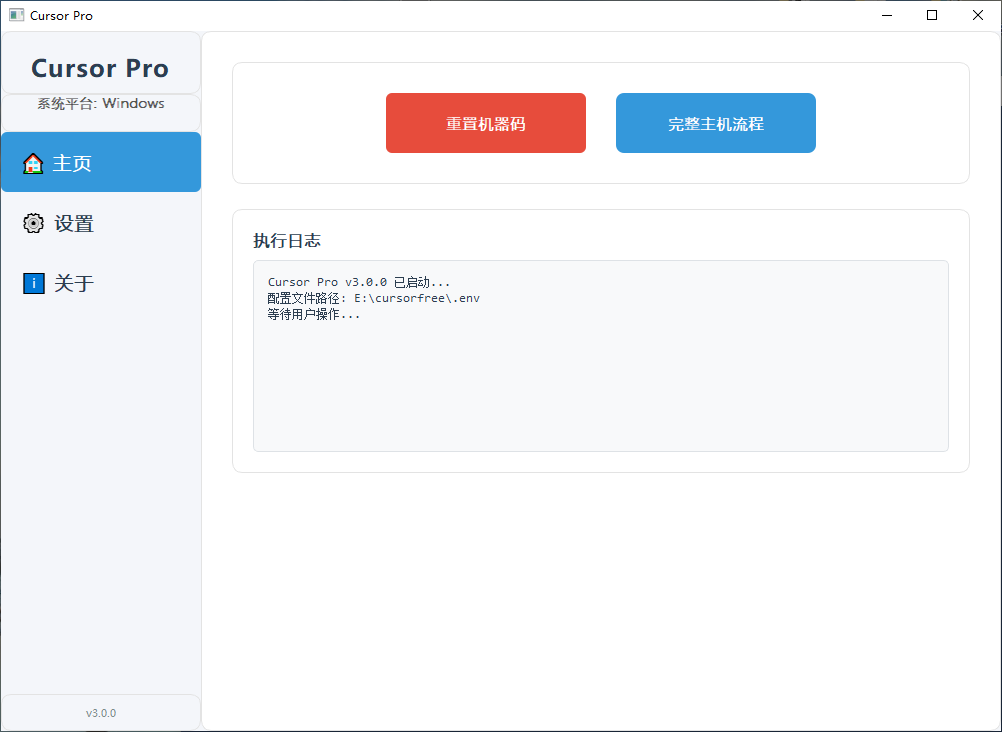 Cursor Pro
Cursor Pro
系统平台: Windows
主页
设置
i 关于
v3.0.0
重置机器码
完整主机流程
执行日志
Cursor Pro v3.0.0 已启动...
配置文件路径: E:\cursorfree\.env
等待用户操作...